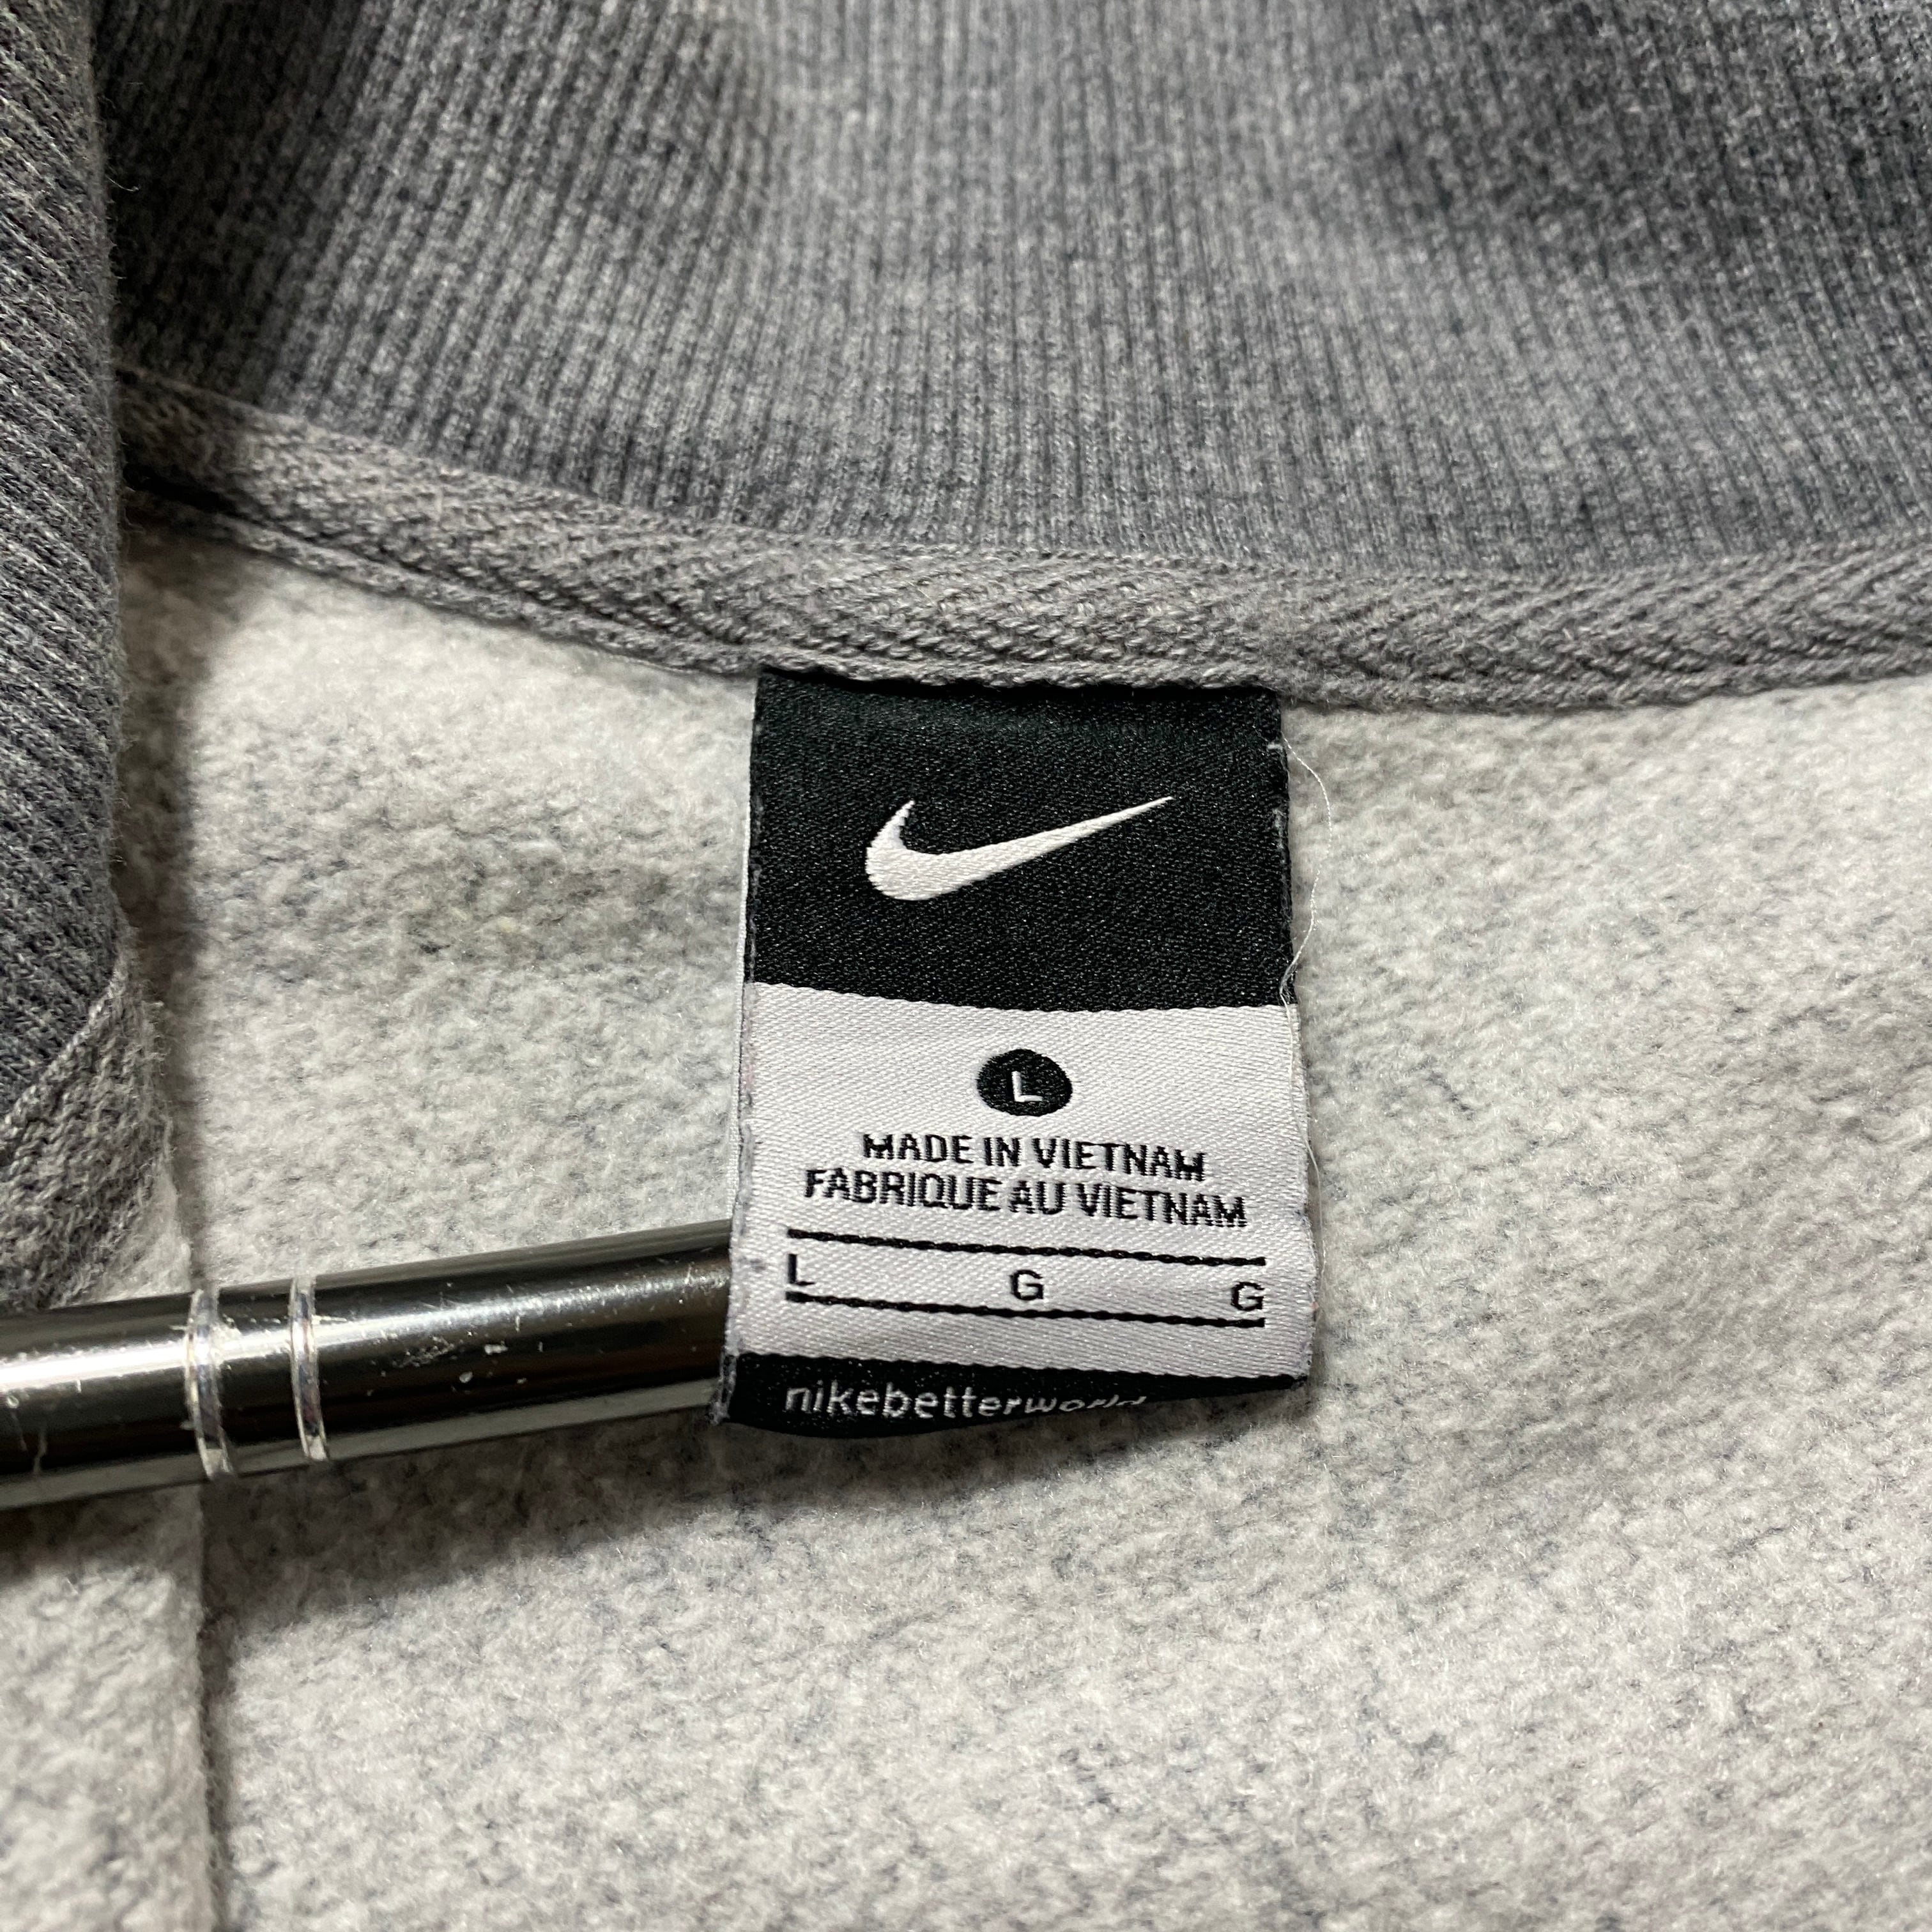 L
MADE IN VIETNAM
FABRIQUE AU VIETNAM
L G G
nikebetterworld